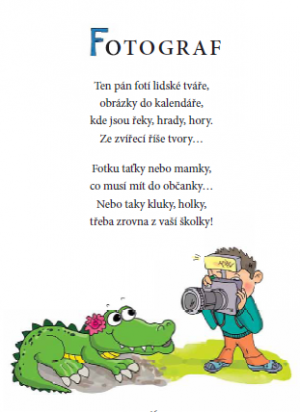 FOTOGRAF
Ten pán fotí lidské tváře,
obrázky do kalendáře,
kde jsou řeky, hrady, hory.
Ze zvířecí říše tvory…
Fotku taťky nebo mamky,
co musí mít do občanky…
Nebo taky kluky, holky,
třeba zrovna z vaší školky!